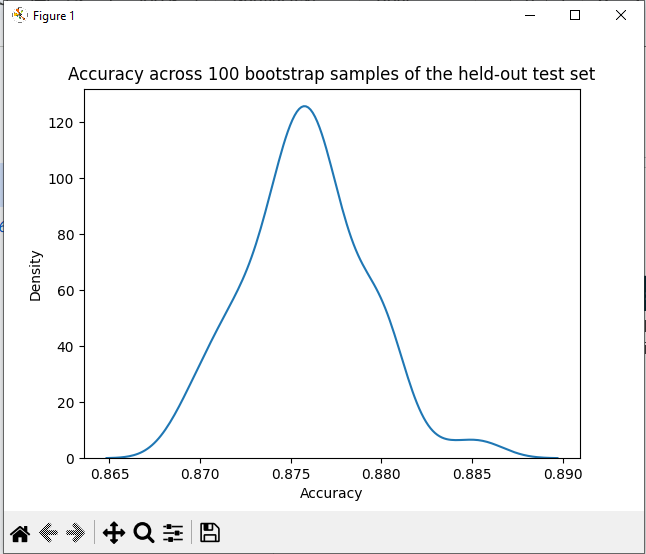 Figure 1
Accuracy across 100 bootstrap samples of the held-out test set
120
100
80
60
40
20
0
Density
0.865 0.870 0.875 0.880 0.885 0.890
Accuracy